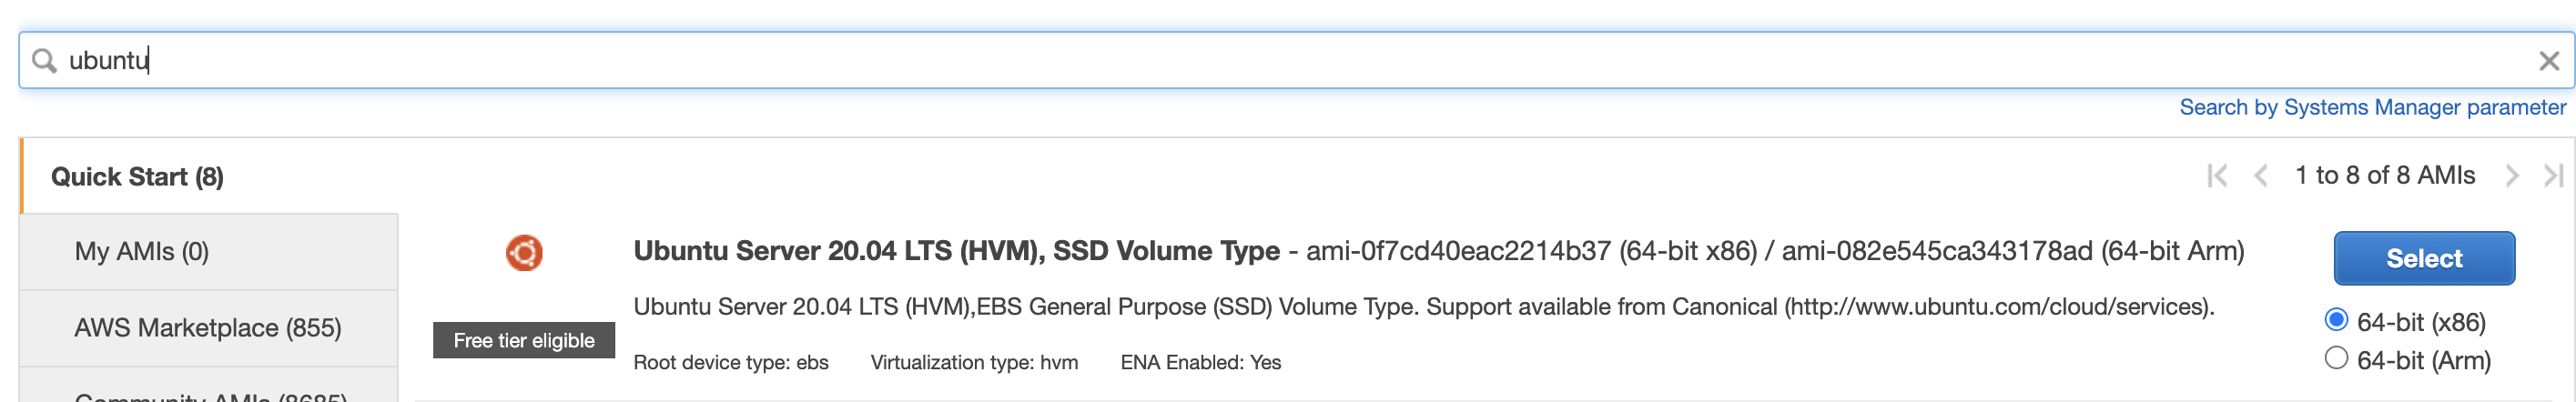 ubuntu
Search by Systems Manager parameter
Quick Start (8)
1 to 8 of 8 AMIs
My AMIs (0)
AWS Marketplace (855)
Community AMIs (8685)
Ubuntu Server 20.04 LTS (HVM), SSD Volume Type - ami-0f7cd40eac2214b37 (64-bit x86) / ami-082e545ca343178ad (64-bit Arm)
Ubuntu Server 20.04 LTS (HVM),EBS General Purpose (SSD) Volume Type. Support available from Canonical (http://www.ubuntu.com/cloud/services).
Free tier eligible
Root device type: ebs Virtualization type: hvm ENA Enabled: Yes
Select
64-bit (x86)
64-bit (Arm)